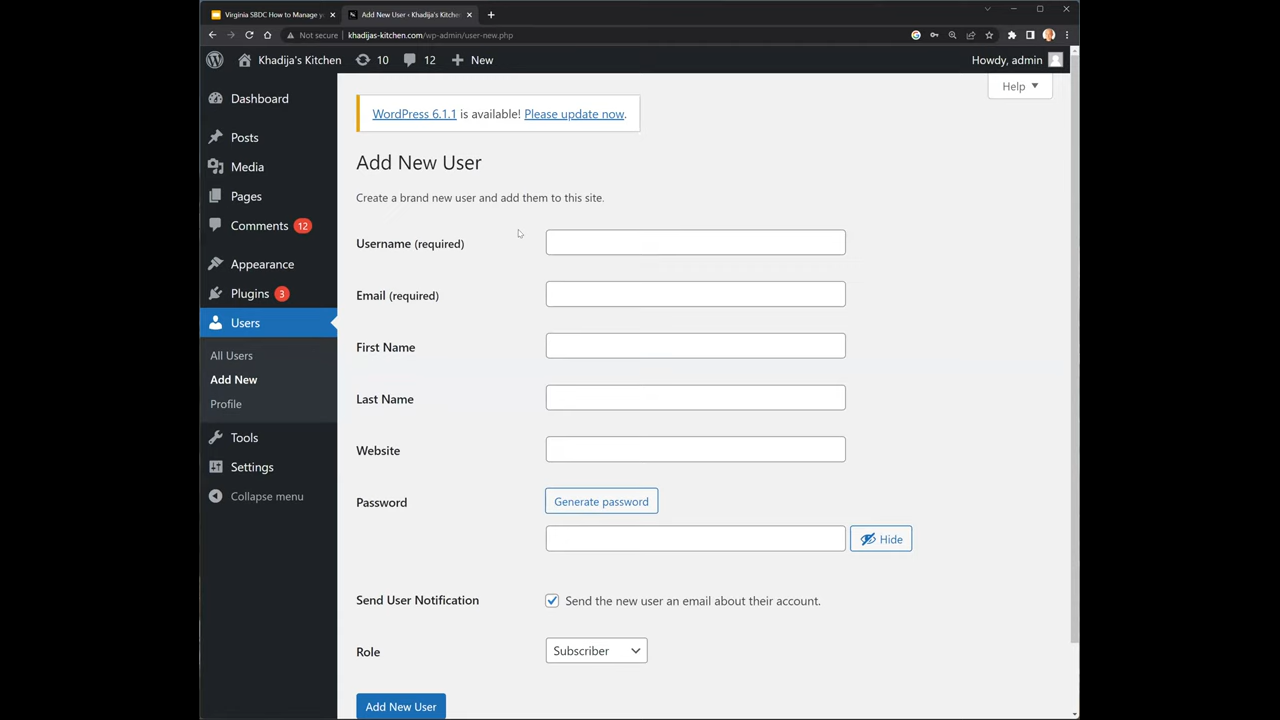 Virginia SBDC How to Manage y
Add New User ‹ Khadija's Kitchen
Not secure
khadijas-kitchen.com/wp-admin/user-new.php
Khadija's Kitchen
10
12
New
Howdy, admin
Help
Dashboard
Posts
Media
Pages
Comments 12
Appearance
Plugins 3
Users
All Users
Add New
Profile
Tools
Settings
Collapse menu
WordPress 6.1.1 is available! Please update now.
Add New User
Create a brand new user and add them to this site.
Username (required)
Email (required)
First Name
Last Name
Website
Password
Generate password
Hide
Send User Notification
Send the new user an email about their account.
Role
Subscriber
Add New User